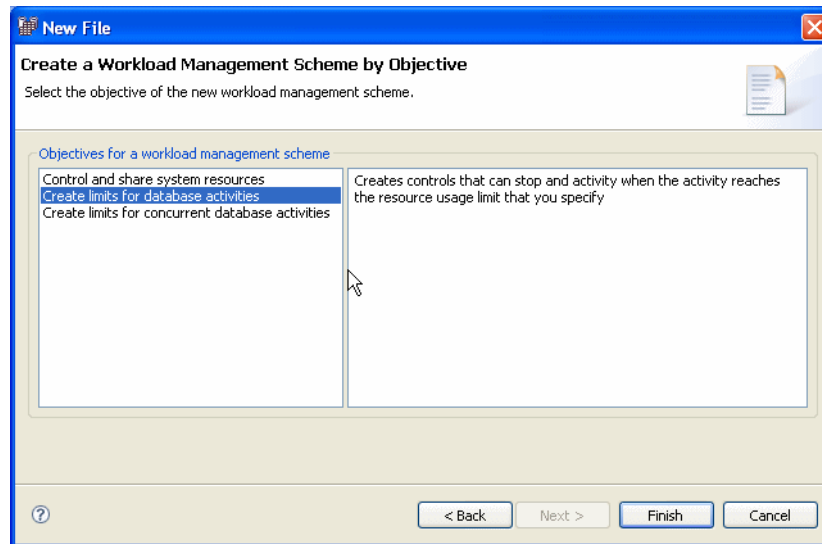 New File
Create a Workload Management Scheme by Objective
Select the objective of the new workload management scheme.
Objectives for a workload management scheme
Control and share system resources
Create limits for database activities
Create limits for concurrent database activities
Creates controls that can stop and activity when the activity reaches
the resource usage limit that you specify
?
< Back
Next >
Finish
Cancel